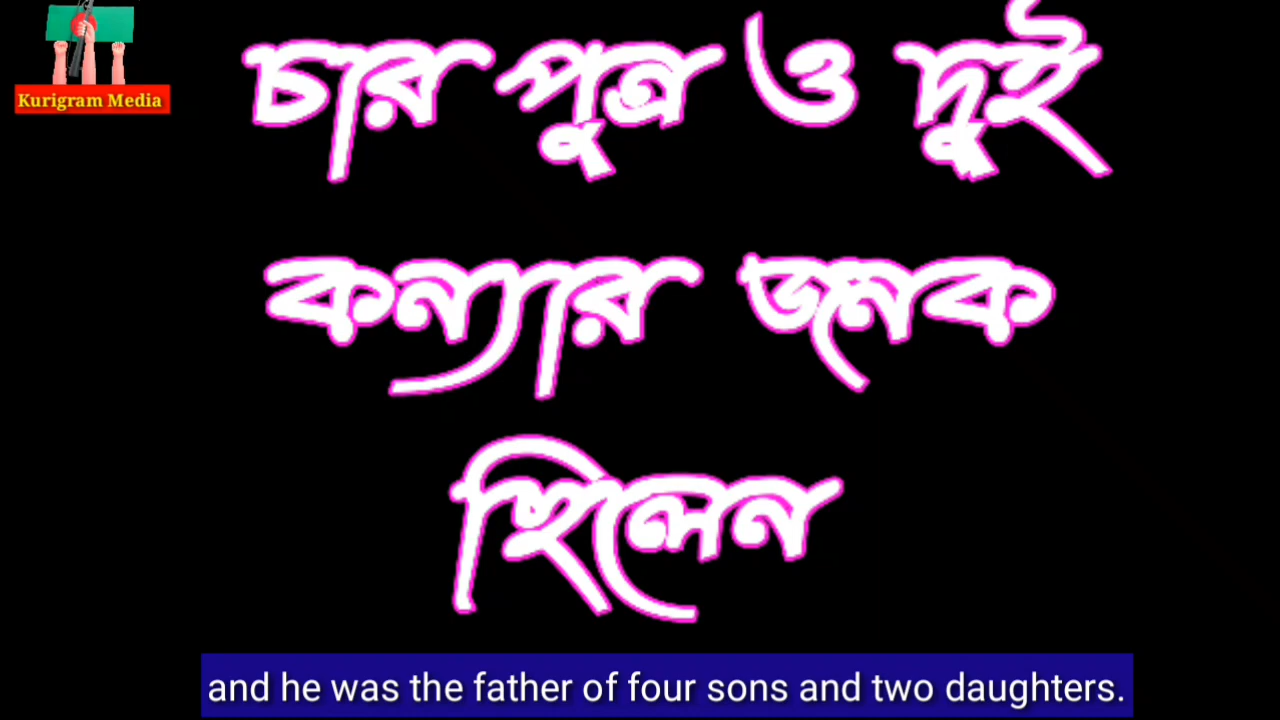 Kurigram Media
চার পুত্র ও দুই
কন্যার জনক
ছিলেন
and he was the father of four sons and two daughters.